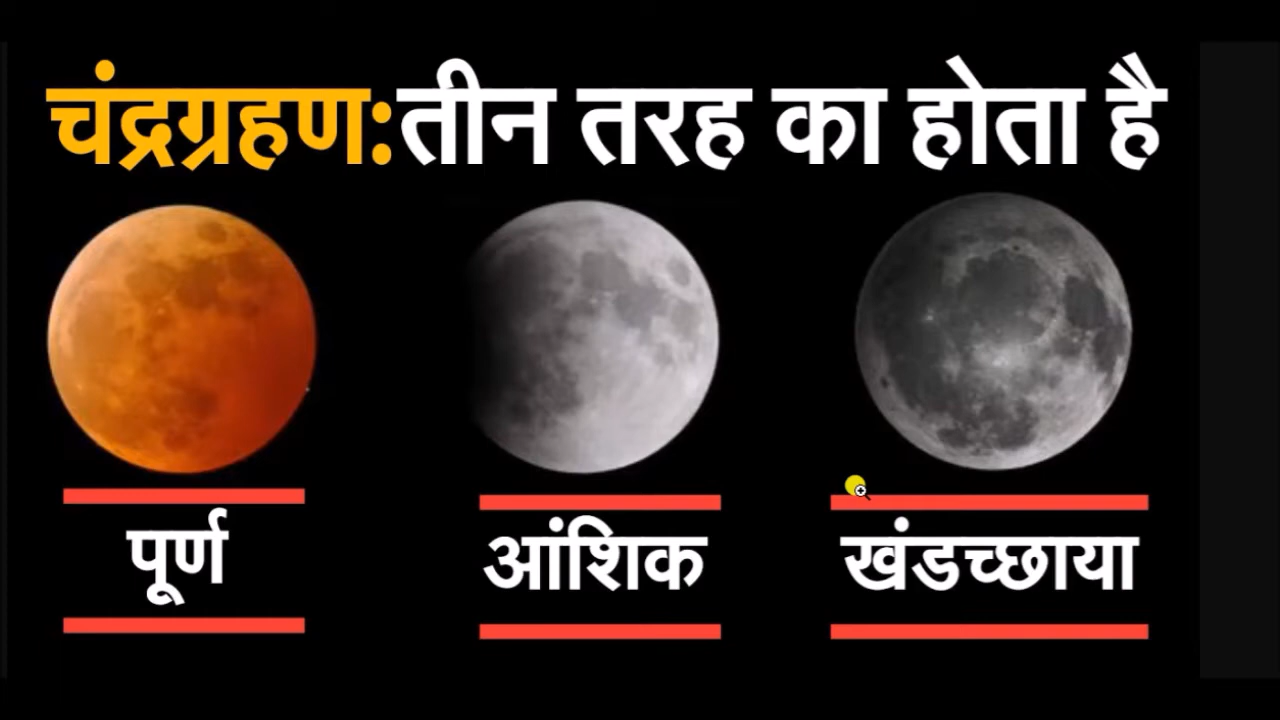 चंद्रग्रहण:तीन तरह का होता है
पूर्ण
आंशिक
खंडच्छाया